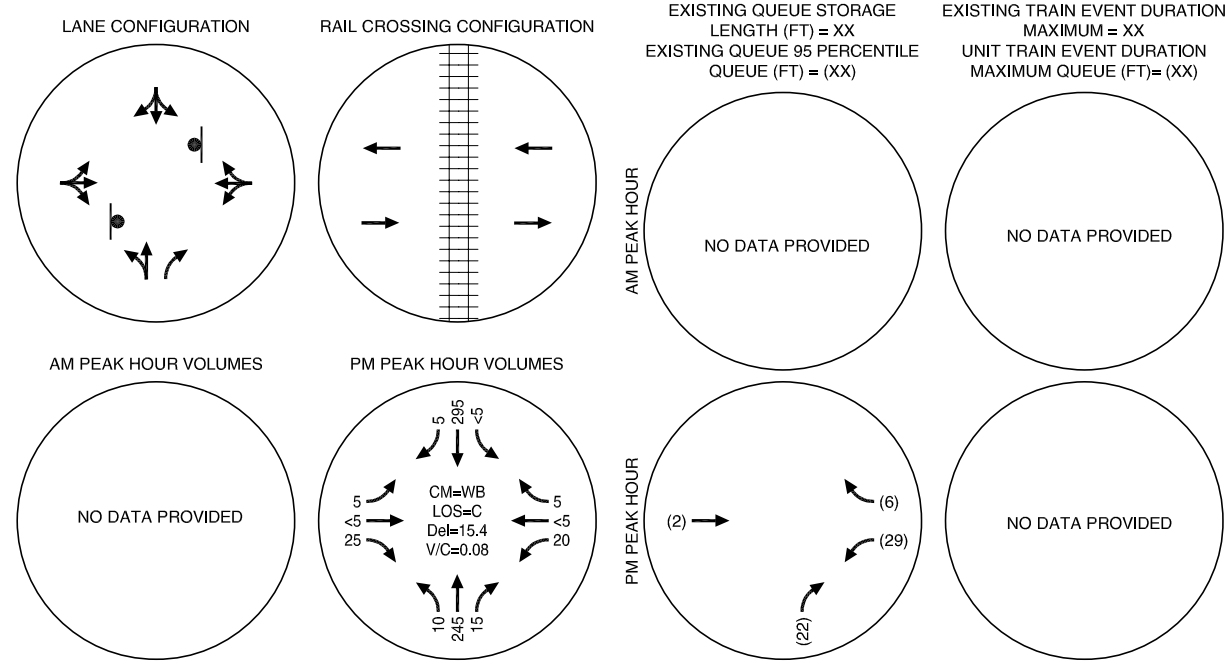 LANE CONFIGURATION
RAIL CROSSING CONFIGURATION
EXISTING QUEUE STORAGE
LENGTH (FT) = XX
EXISTING QUEUE 95 PERCENTILE
QUEUE (FT) = (XX)
EXISTING TRAIN EVENT DURATION
MAXIMUM = XX
UNIT TRAIN EVENT DURATION
MAXIMUM QUEUE (FT)= (XX)
AM PEAK HOUR
NO DATA PROVIDED
NO DATA PROVIDED
AM PEAK HOUR VOLUMES
NO DATA PROVIDED
PM PEAK HOUR VOLUMES
5
295
<5
5
<5
25
CM=WB
LOS=C
Del=15.4
V/C=0.08
5
<5
20
10
245
15
PM PEAK HOUR
(2)
(6)
(29)
(22)
NO DATA PROVIDED